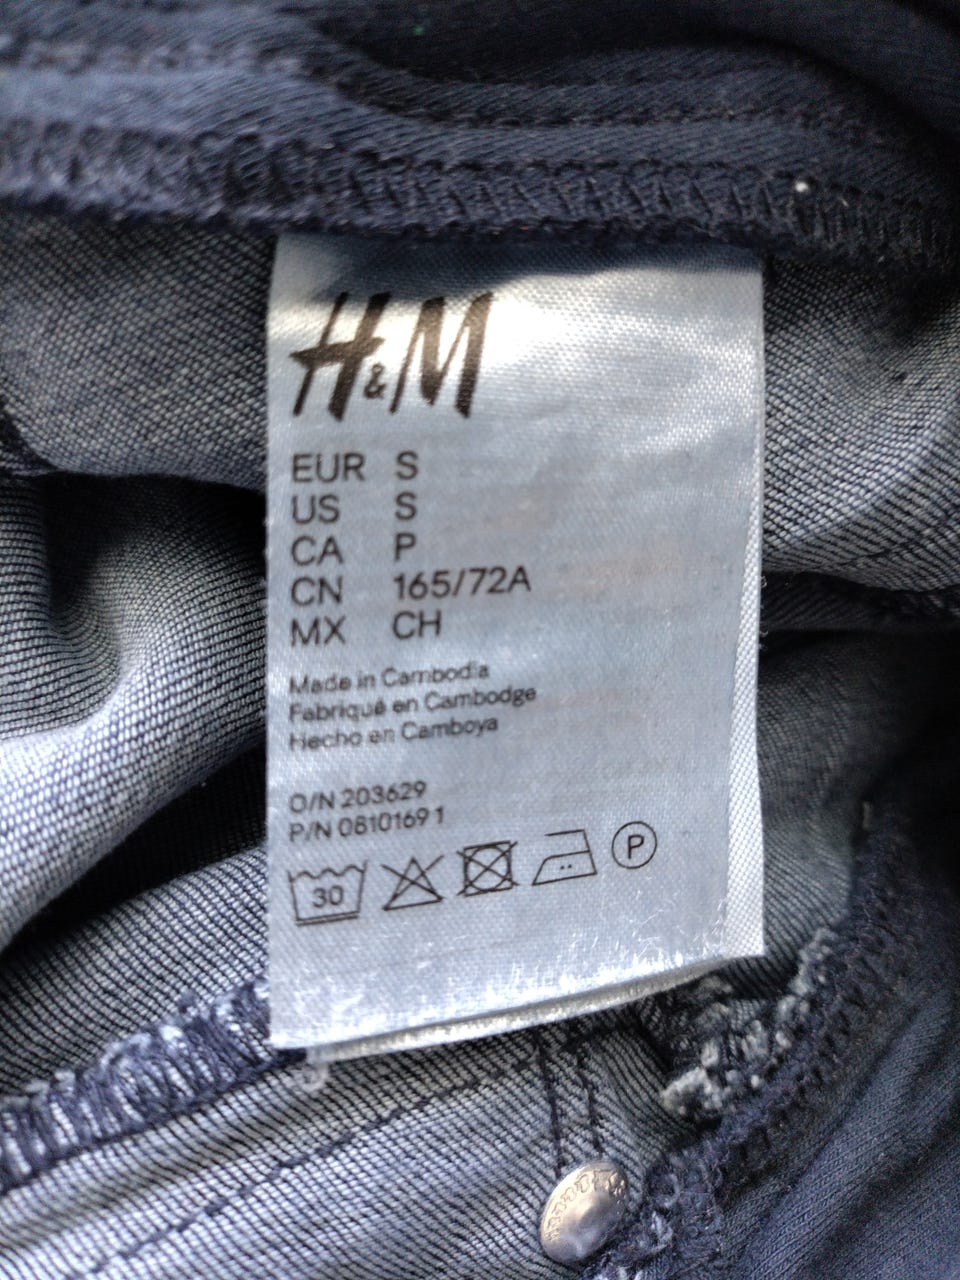 H&M
EUR S
US S
CA P
CN 165/72A
MX CH
Made in Cambodia
Fabriqué en Cambodge
Hecho en Camboya
O/N 203629
P/N 08101691
30
P